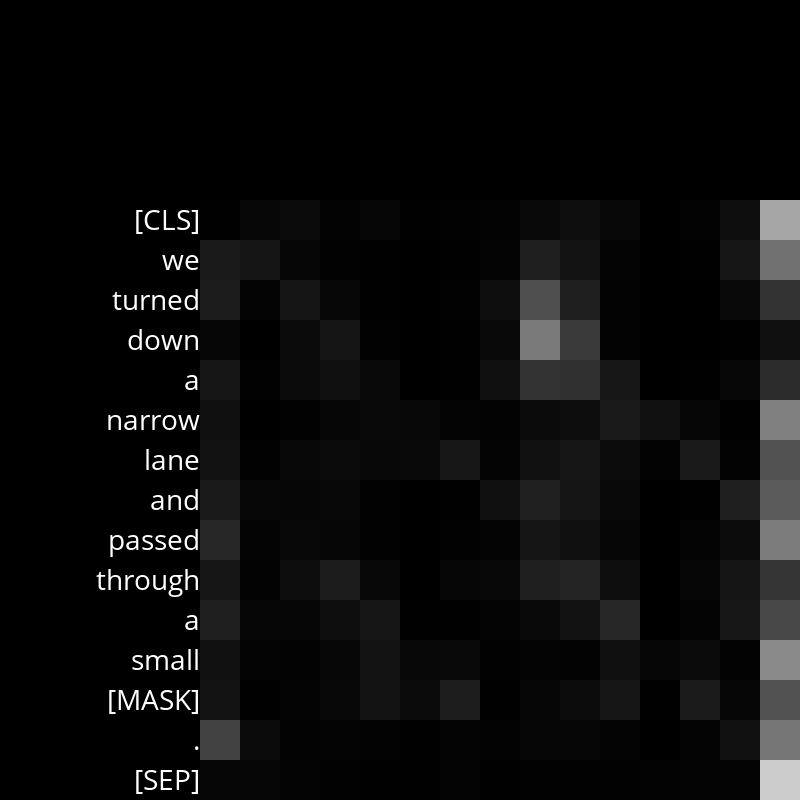 [CLS]
we
turned
down
a
narrow
lane
and
passed
through
a
small
[MASK]
.
[SEP]